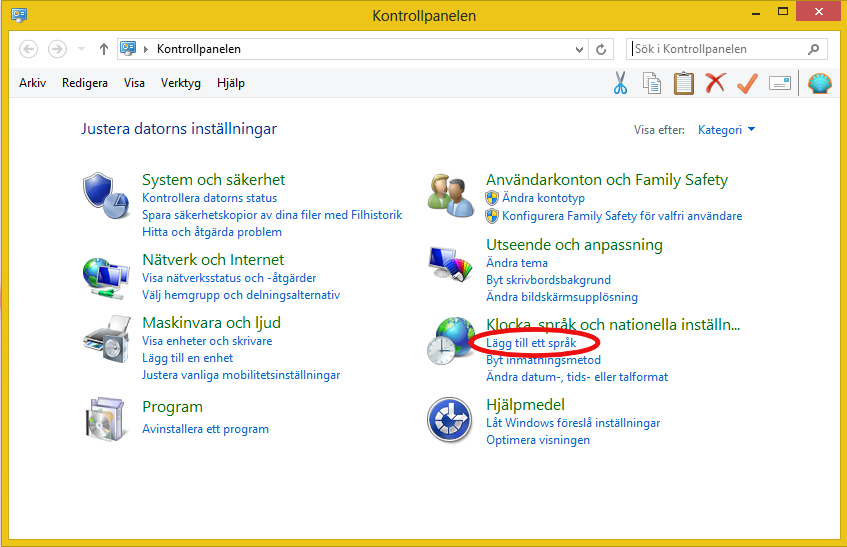 Kontrollpanelen
Kontrollpanelen
Sök i Kontrollpanelen
Arkiv Redigera Visa Verktyg Hjälp
Justera datorns inställningar
Visa efter: Kategori
System och säkerhet
Kontrollera datorns status
Spara säkerhetskopior av dina filer med Filhistorik
Hitta och åtgärda problem
Nätverk och Internet
Visa nätverksstatus och -åtgärder
Välj hemgrupp och delningsalternativ
Maskinvara och ljud
Visa enheter och skrivare
Lägg till en enhet
Justera vanliga mobilitetsinställningar
Program
Avinstallera ett program
Användarkonton och Family Safety
Ändra kontotyp
Konfigurera Family Safety för valfri användare
Utseende och anpassning
Ändra tema
Byt skrivbordsbakgrund
Ändra bildskärmsupplösning
Klocka, språk och nationella inställn...
Lägg till ett språk
Byt inmatningsmetod
Ändra datum-, tids- eller talformat
Hjälpmedel
Låt Windows föreslå inställningar
Optimera visningen